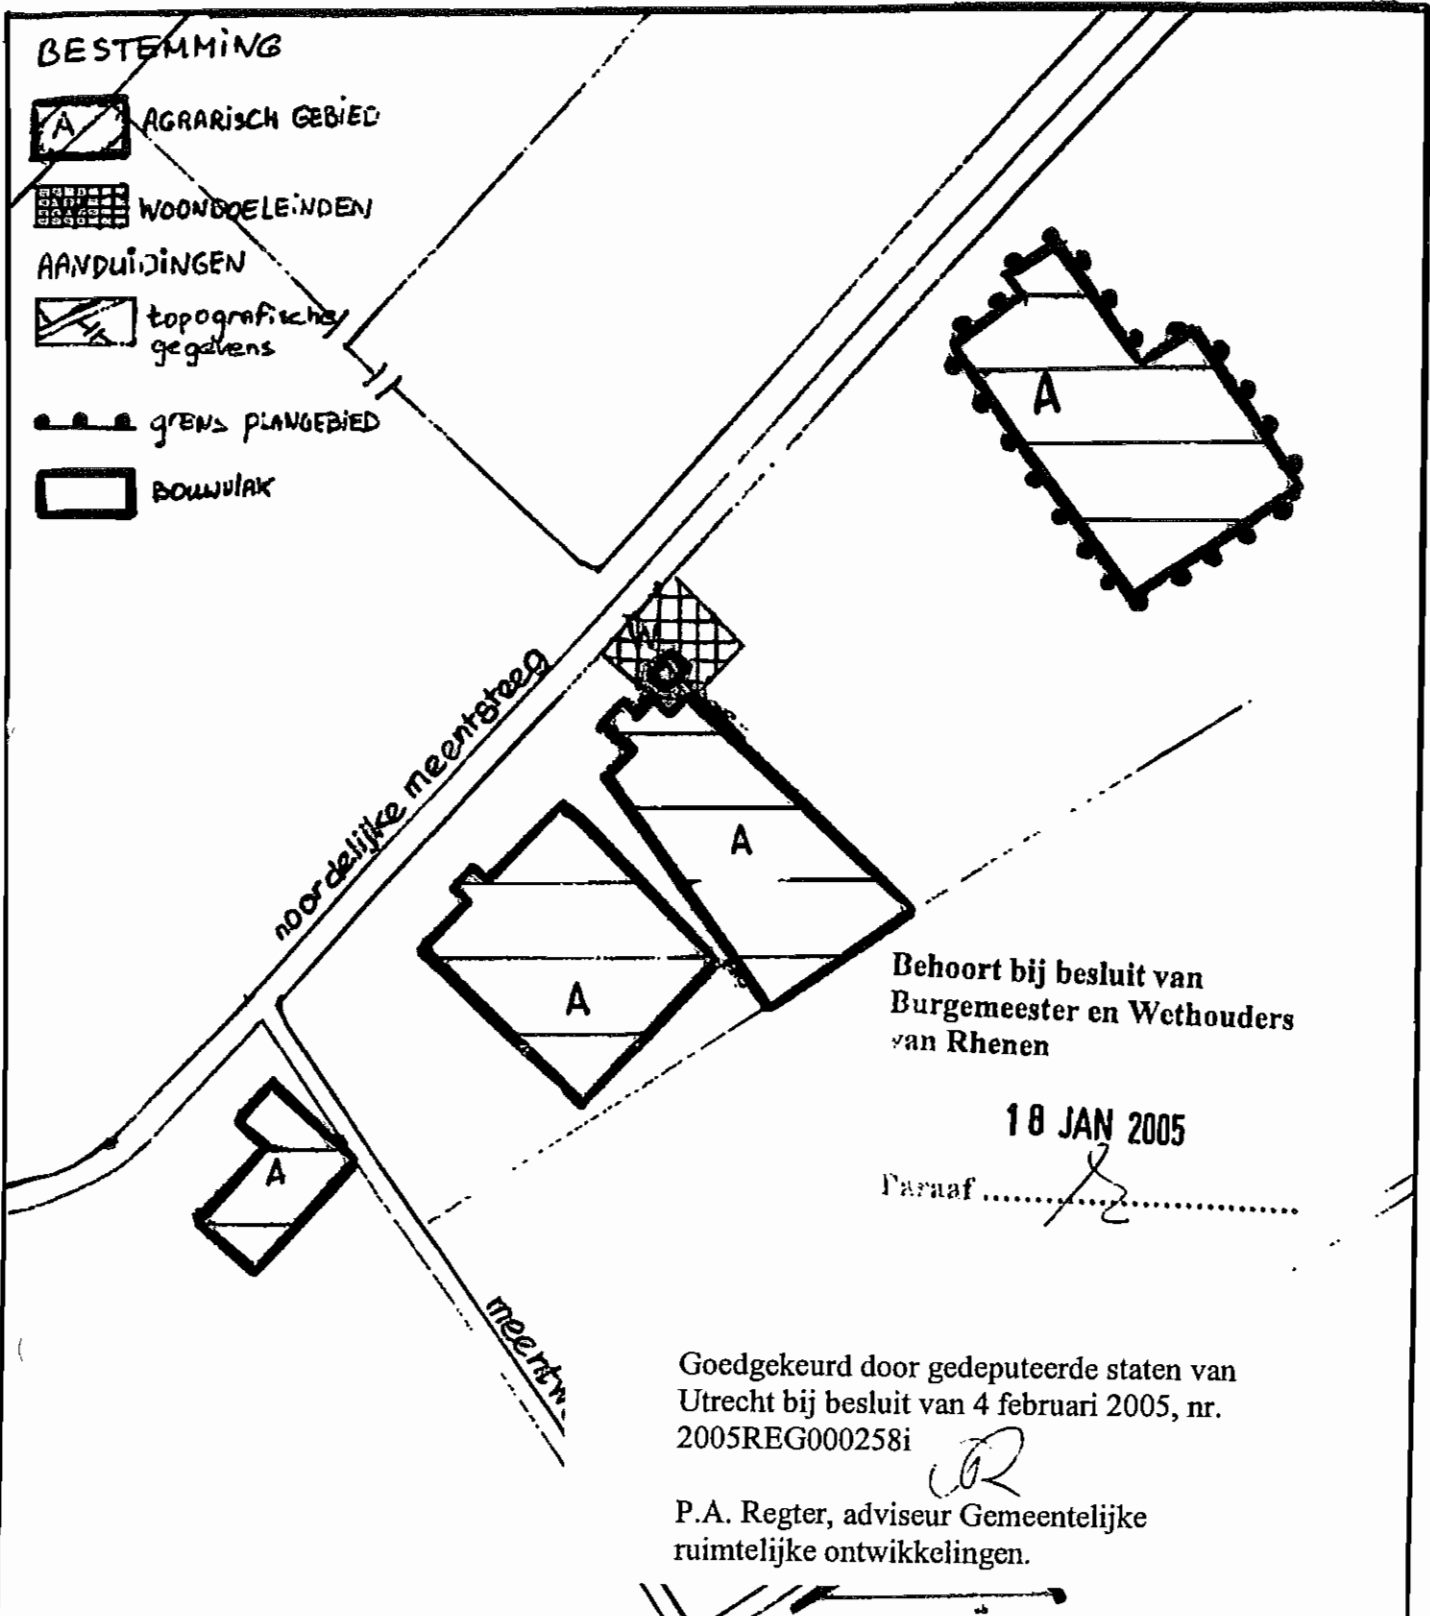 BESTEMMING
A AGRARISCH GEBIED
W WOONDOELEINDEN
AANDUIDINGEN
topografische
gegevens
grens PLANGEBIED
BOUWVLAK
A
W
noordelijke meentsteeg
A
A
A
Behoort bij besluit van
Burgemeester en Wethouders
van Rhenen
18 JAN 2005
Paraaf
Goedgekeurd door gedeputeerde staten van
Utrecht bij besluit van 4 februari 2005, nr.
2005REG000258i
P.A. Regter, adviseur Gemeentelijke
ruimtelijke ontwikkelingen.